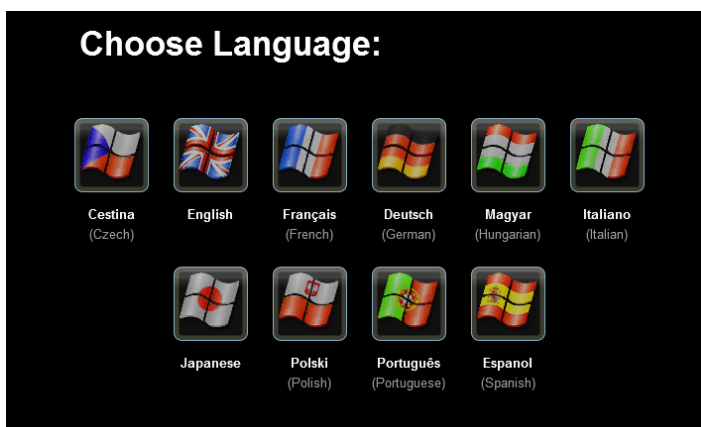 Choose Language:
Cestina English Français Deutsch Magyar Italiano
(Czech) (French) (German) (Hungarian) (Italian)
Japanese Polski Português Espanol
(Polish) (Portuguese) (Spanish)